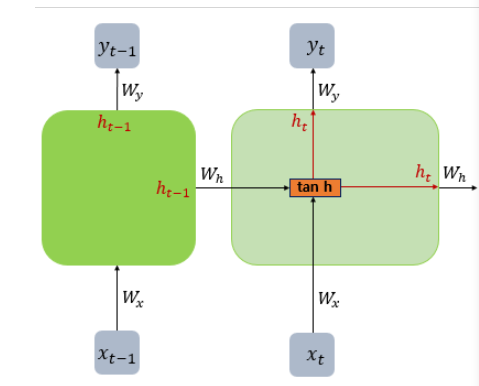 y_{t-1} y_t
W_y W_y
h_{t-1} h_t
W_h h_t W_h
h_{t-1} tan h
W_x W_x
x_{t-1} x_t